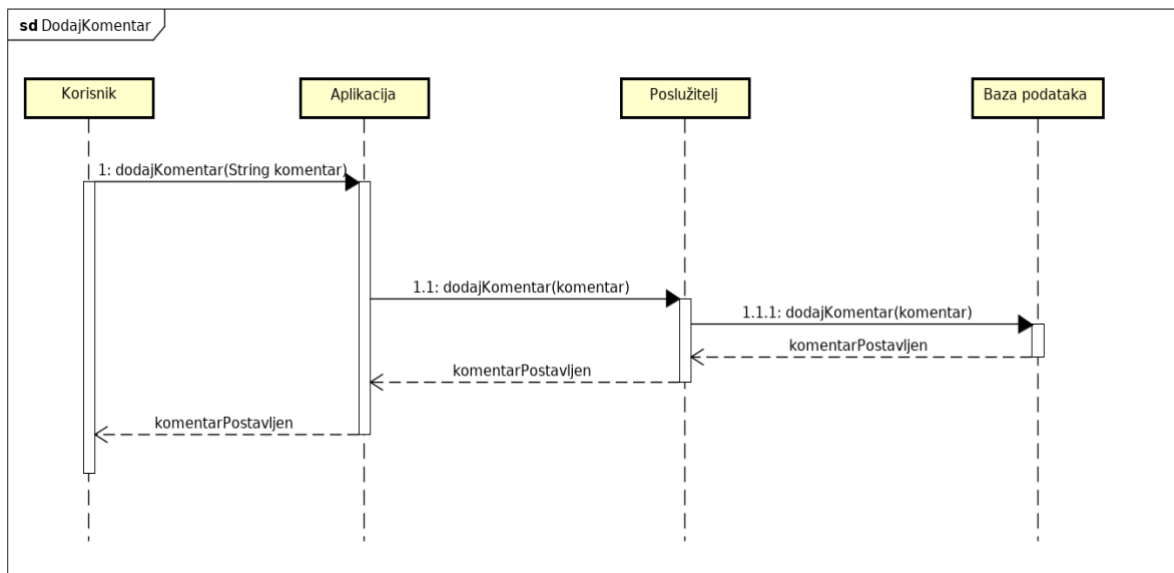 sd DodajKomentar
Korisnik
Aplikacija
Poslužitelj
Baza podataka
1: dodajKomentar(String komentar)
1.1: dodajKomentar(komentar)
1.1.1: dodajKomentar(komentar)
komentarPostavljen
komentarPostavljen
komentarPostavljen